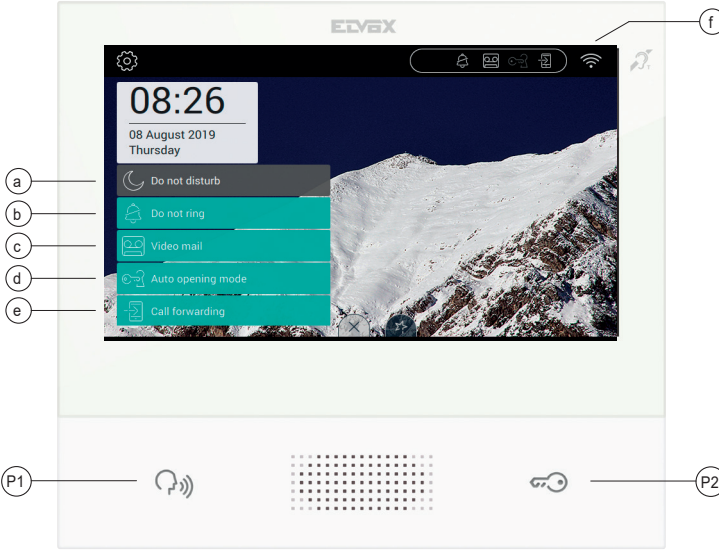 ELVOX
f
T
08:26
08 August 2019
Thursday
a
Do not disturb
b
Do not ring
c
Video mail
d
Auto opening mode
e
Call forwarding
P1
P2